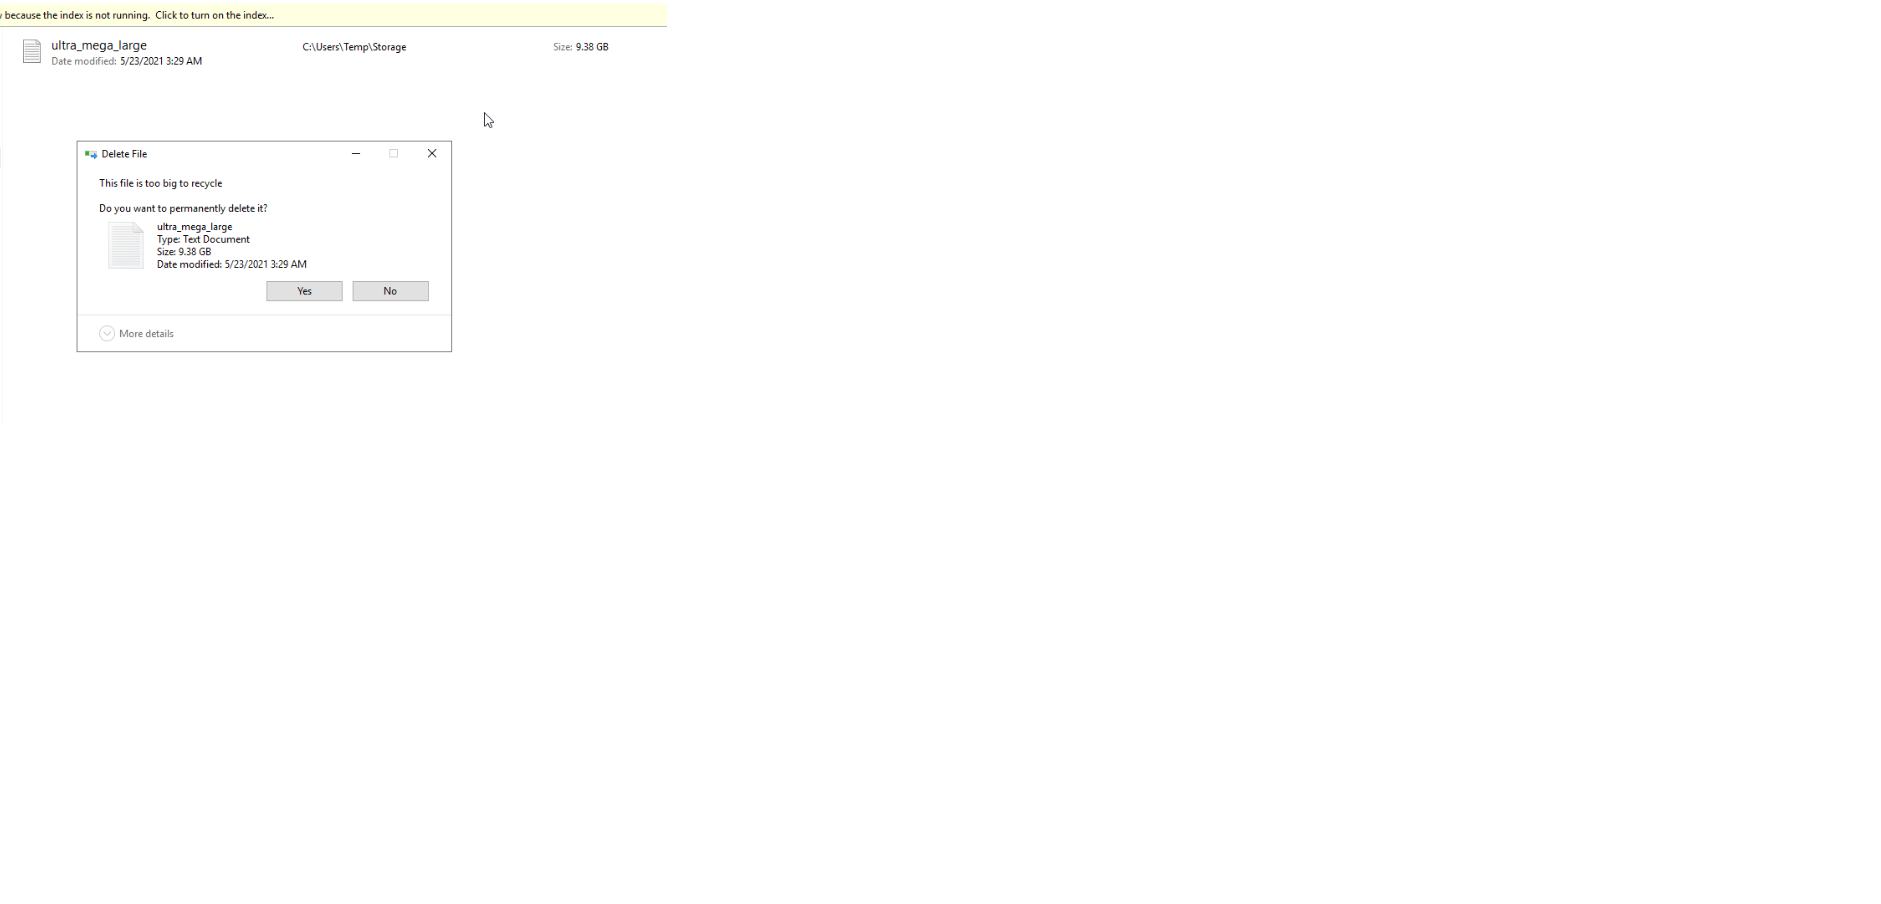 because the index is not running. Click to turn on the index...
ultra_mega_large C:\Users\Temp\Storage Size: 9.38 GB
Date modified: 5/23/2021 3:29 AM
Delete File
This file is too big to recycle
Do you want to permanently delete it?
ultra_mega_large
Type: Text Document
Size: 9.38 GB
Date modified: 5/23/2021 3:29 AM
Yes No
More details